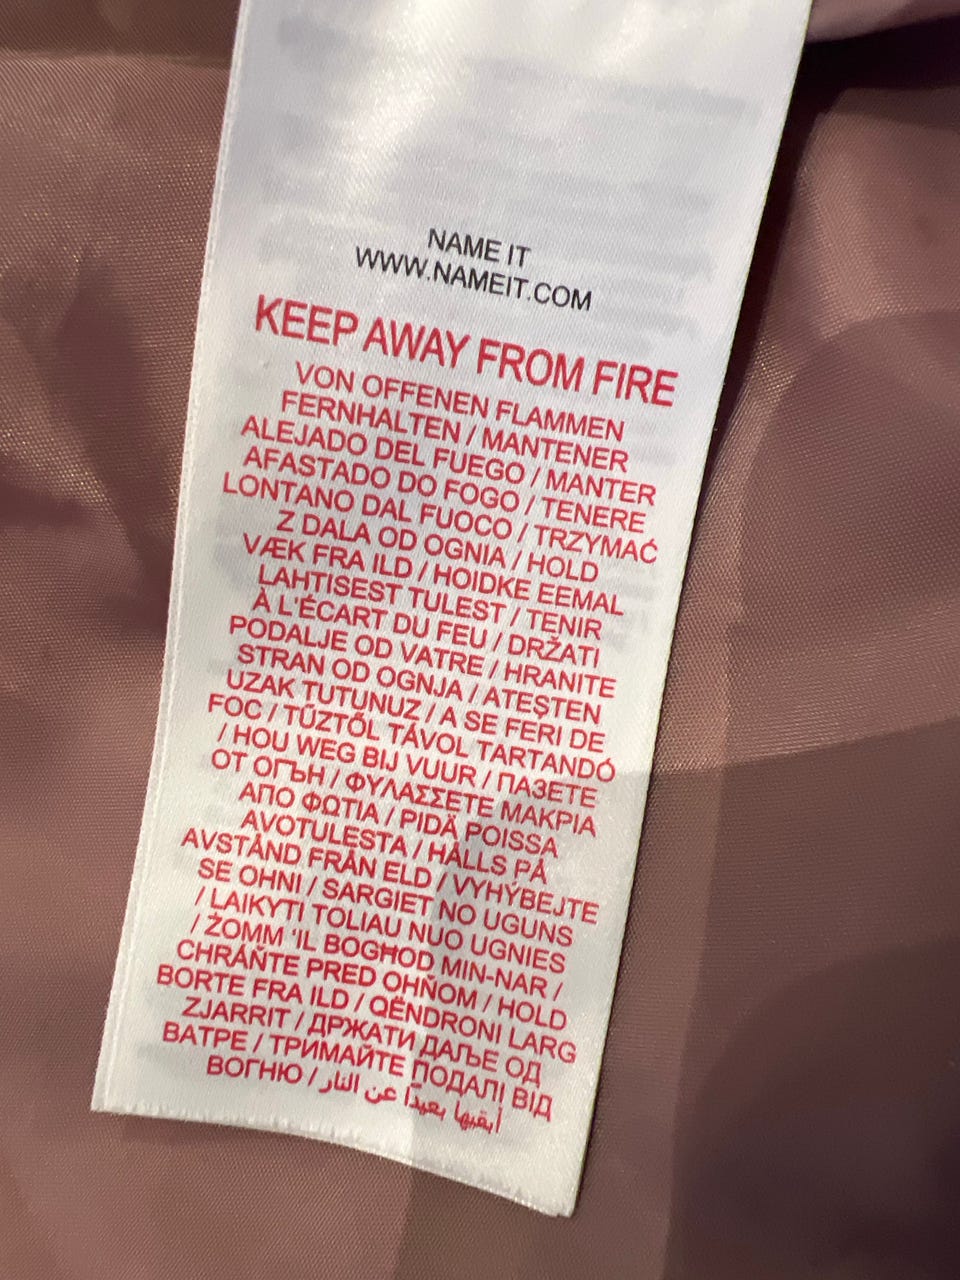 NAME IT
WWW.NAMEIT.COM
KEEP AWAY FROM FIRE
VON OFFENEN FLAMMEN
FERNHALTEN / MANTENER
ALEJADO DEL FUEGO / MANTER
AFASTADO DO FOGO / TENERE
LONTANO DAL FUOCO / TRZYMAĆ
Z DALA OD OGNIA / HOLD
VÆK FRA ILD / HOIDKE EEMAL
LAHTISEST TULEST / TENIR
À L'ÉCART DU FEU / DRŽATI
PODALJE OD VATRE / HRANITE
STRAN OD OGNJA / ATEŞTEN
UZAK TUTUNUZ / A SE FERI DE
FOC / TŰZTŐL TÁVOL TARTANDÓ
/ HOU WEG BIJ VUUR / ПАЗЕТЕ
ОТ ОГЪН / ΦΥΛΑΣΣΕΤΕ ΜΑΚΡΙΑ
ΑΠΟ ΦΩΤΙΑ / PIDÄ POISSA
AVOTULESTA / HÅLLS PÅ
AVSTÅND FRÅN ELD / VYHÝBEJTE
SE OHNI / SARGIET NO UGUNS
/ LAIKYTI TOLIAU NUO UGNIES
/ ŻOMM 'IL BOGĦOD MIN-NAR /
CHRÁŇTE PRED OHŇOM / HOLD
BORTE FRA ILD / QËNDRONI LARG
ZJARRIT / ДРЖАТИ ДАЉЕ ОД
ВАТРЕ / ТРИМАЙТЕ ПОДАЛІ ВІД
ВОГНЮ / أبقيها بعيدًا عن النار